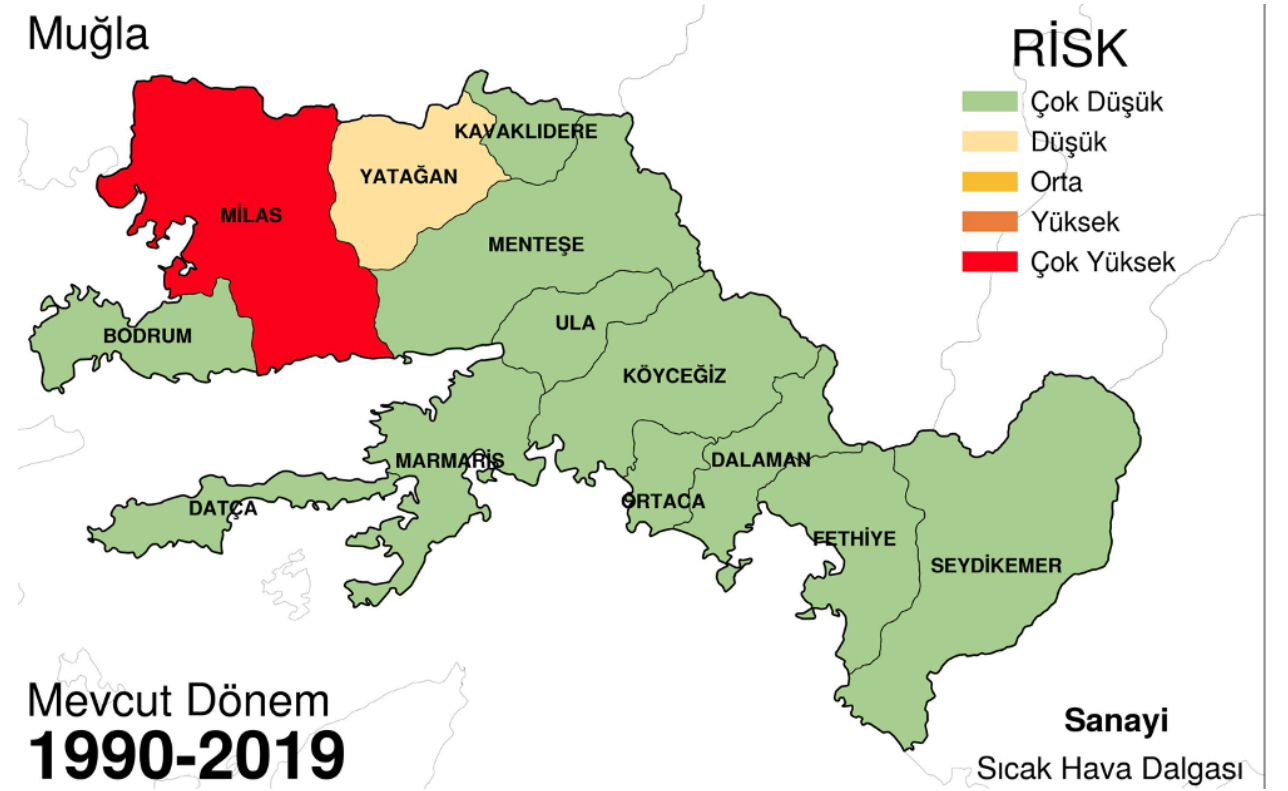 Muğla
RİSK
Çok Düşük
Düşük
Orta
Yüksek
Çok Yüksek
KAVAKLIDERE
YATAĞAN
MİLAS
MENTEŞE
ULA
BODRUM
KÖYCEĞİZ
MARMARİS
DALAMAN
ORTACA
DATÇA
FETHİYE
SEYDİKEMER
Mevcut Dönem
1990-2019
Sanayi
Sıcak Hava Dalgası